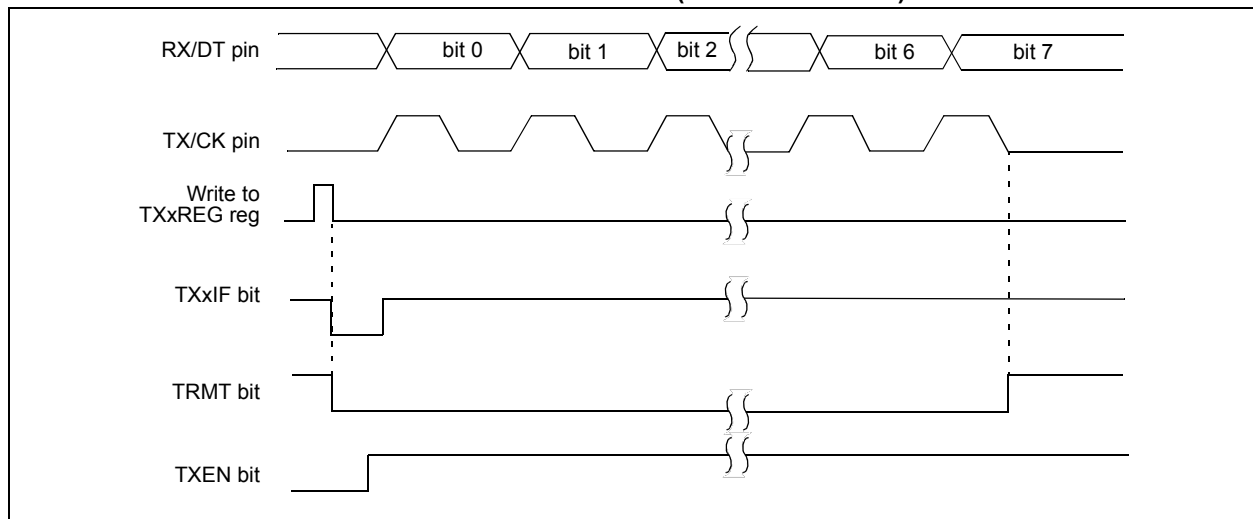 RX/DT pin
bit 0 bit 1 bit 2 bit 6 bit 7
TX/CK pin
Write to
TXxREG reg
TXxIF bit
TRMT bit
TXEN bit